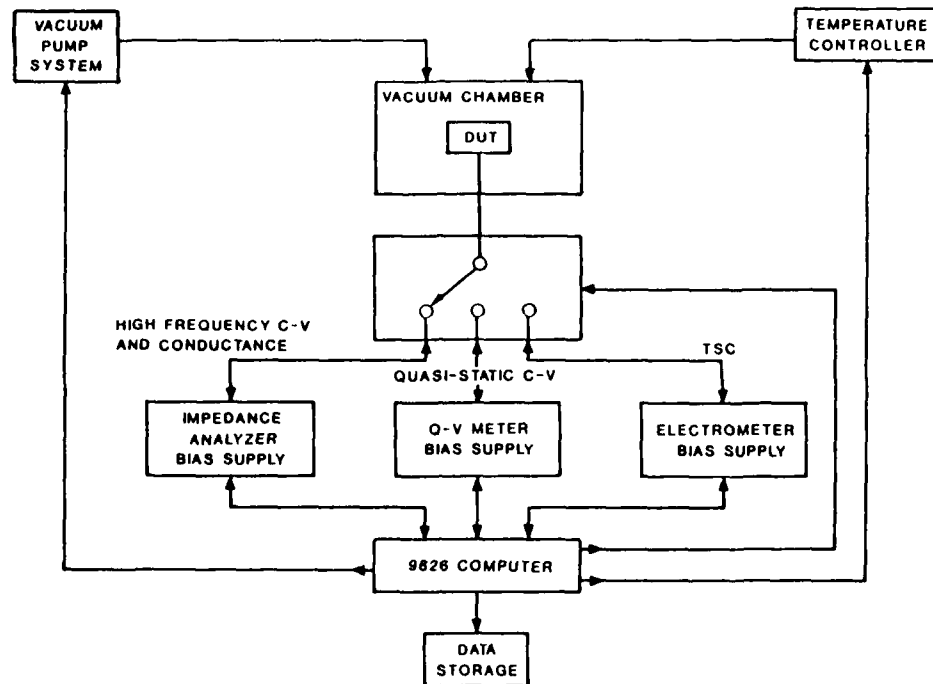 VACUUM
PUMP
SYSTEM
TEMPERATURE
CONTROLLER
VACUUM CHAMBER
DUT
HIGH FREQUENCY C-V
AND CONDUCTANCE
QUASI-STATIC C-V
TSC
IMPEDANCE
ANALYZER
BIAS SUPPLY
Q-V METER
BIAS SUPPLY
ELECTROMETER
BIAS SUPPLY
9826 COMPUTER
DATA
STORAGE